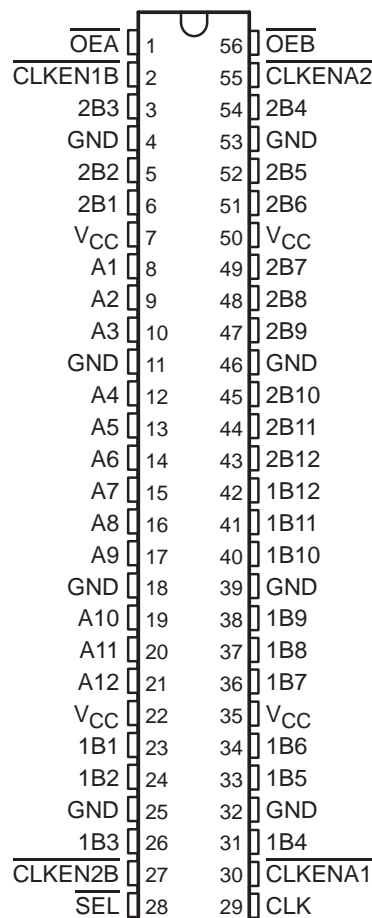 OEA 1 56 OEB
CLKEN1B 2 55 CLKENA2
2B3 3 54 2B4
GND 4 53 GND
2B2 5 52 2B5
2B1 6 51 2B6
VCC 7 50 VCC
A1 8 49 2B7
A2 9 48 2B8
A3 10 47 2B9
GND 11 46 GND
A4 12 45 2B10
A5 13 44 2B11
A6 14 43 2B12
A7 15 42 1B12
A8 16 41 1B11
A9 17 40 1B10
GND 18 39 GND
A10 19 38 1B9
A11 20 37 1B8
A12 21 36 1B7
VCC 22 35 VCC
1B1 23 34 1B6
1B2 24 33 1B5
GND 25 32 GND
1B3 26 31 1B4
CLKEN2B 27 30 CLKENA1
SEL 28 29 CLK